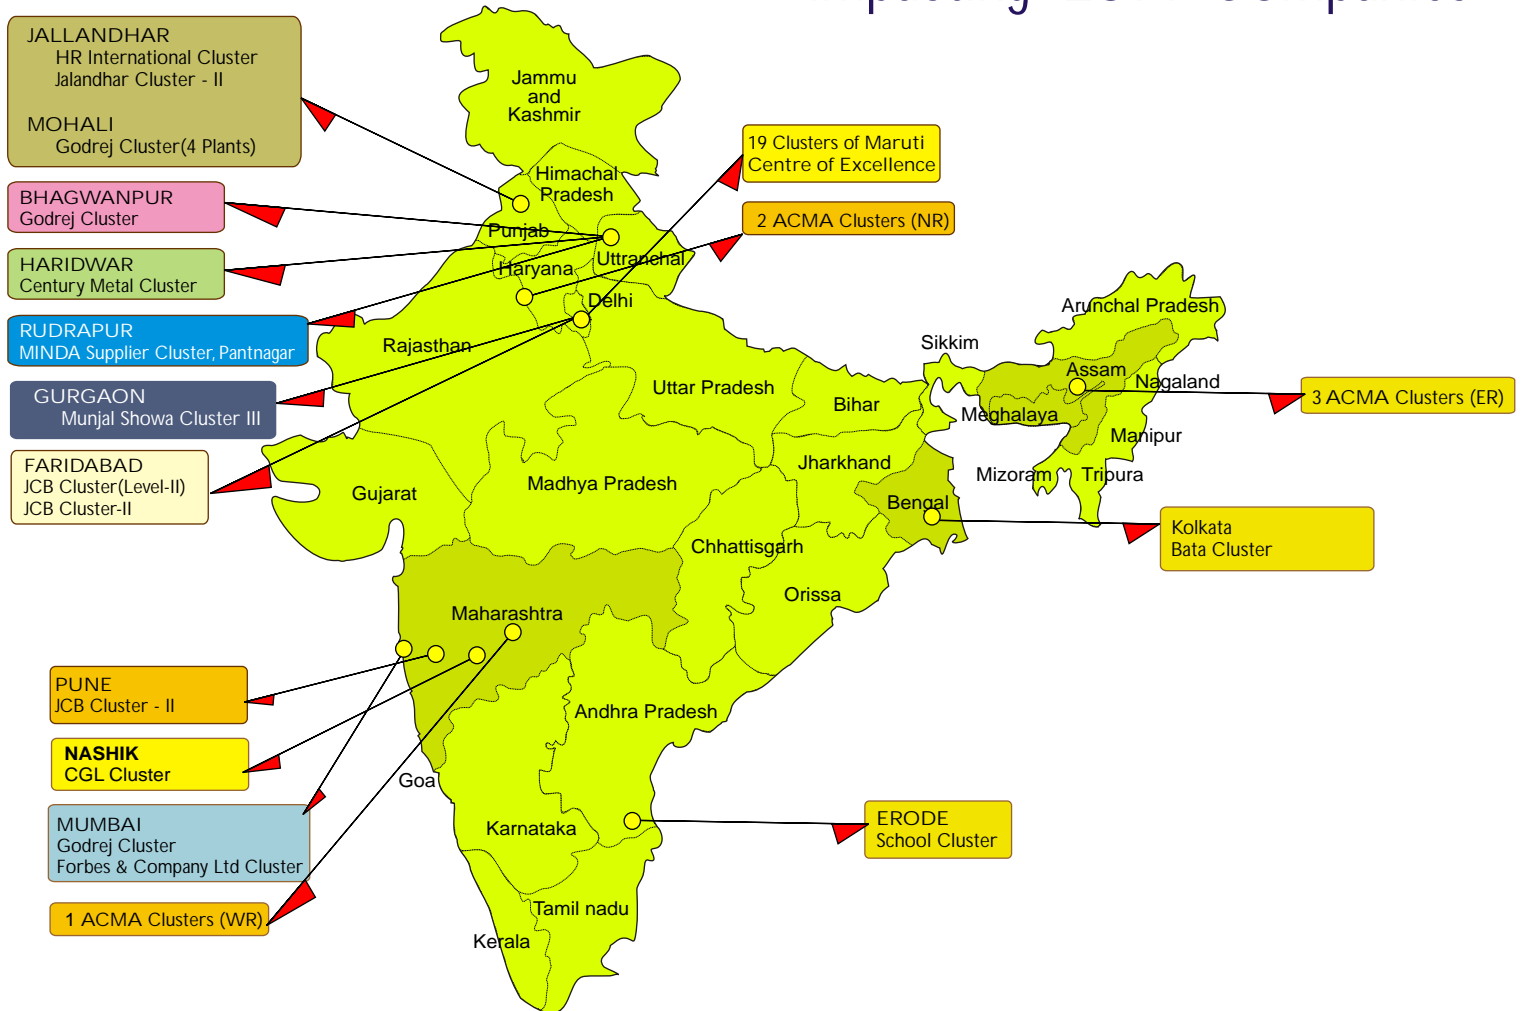 JALLANDHAR
HR International Cluster
Jalandhar Cluster - II
MOHALI
Godrej Cluster(4 Plants)
BHAGWANPUR
Godrej Cluster
HARIDWAR
Century Metal Cluster
RUDRAPUR
MINDA Supplier Cluster, Pantnagar
GURGAON
Munjal Showa Cluster III
FARIDABAD
JCB Cluster(Level-II)
JCB Cluster-II
PUNE
JCB Cluster - II
NASHIK
CGL Cluster
MUMBAI
Godrej Cluster
Forbes & Company Ltd Cluster
1 ACMA Clusters (WR)
19 Clusters of Maruti
Centre of Excellence
2 ACMA Clusters (NR)
3 ACMA Clusters (ER)
Kolkata
Bata Cluster
ERODE
School Cluster
Jammu
and
Kashmir
Himachal
Pradesh
Punjab
Haryana
Uttranchal
Delhi
Rajasthan
Uttar Pradesh
Bihar
Sikkim
Arunchal Pradesh
Assam
Nagaland
Meghalaya
Manipur
Mizoram
Tripura
Jharkhand
Bengal
Gujarat
Madhya Pradesh
Chhattisgarh
Orissa
Maharashtra
Andhra Pradesh
Goa
Karnataka
Tamil nadu
Kerala